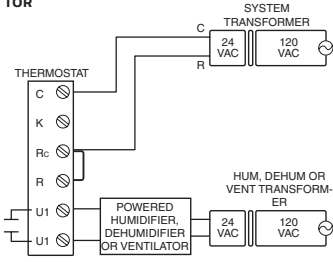 TOR
SYSTEM
TRANSFORMER
C
24
VAC
120
VAC
R
THERMOSTAT
C
K
Rc
R
U1
U1
POWERED
HUMIDIFIER,
DEHUMIDIFIER
OR VENTILATOR
HUM, DEHUM OR
VENT TRANSFORM-
ER
24
VAC
120
VAC